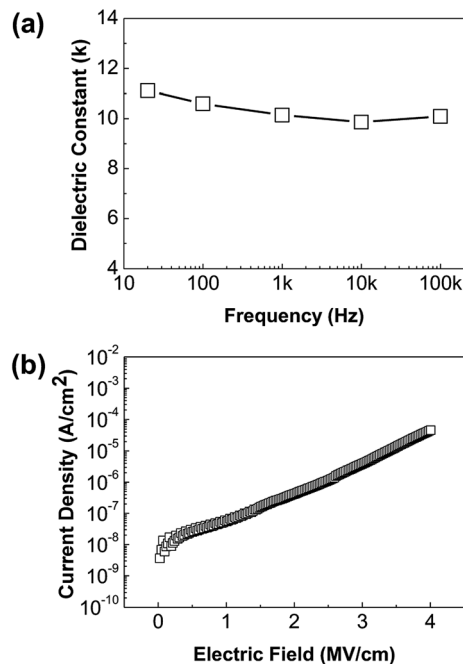 (a)
Dielectric Constant (k)
14
12
10
8
6
4
10
100
1k
10k
100k
Frequency (Hz)
(b)
Current Density (A/cm²)
10⁻²
10⁻³
10⁻⁴
10⁻⁵
10⁻⁶
10⁻⁷
10⁻⁸
10⁻⁹
10⁻¹⁰
0
1
2
3
4
Electric Field (MV/cm)